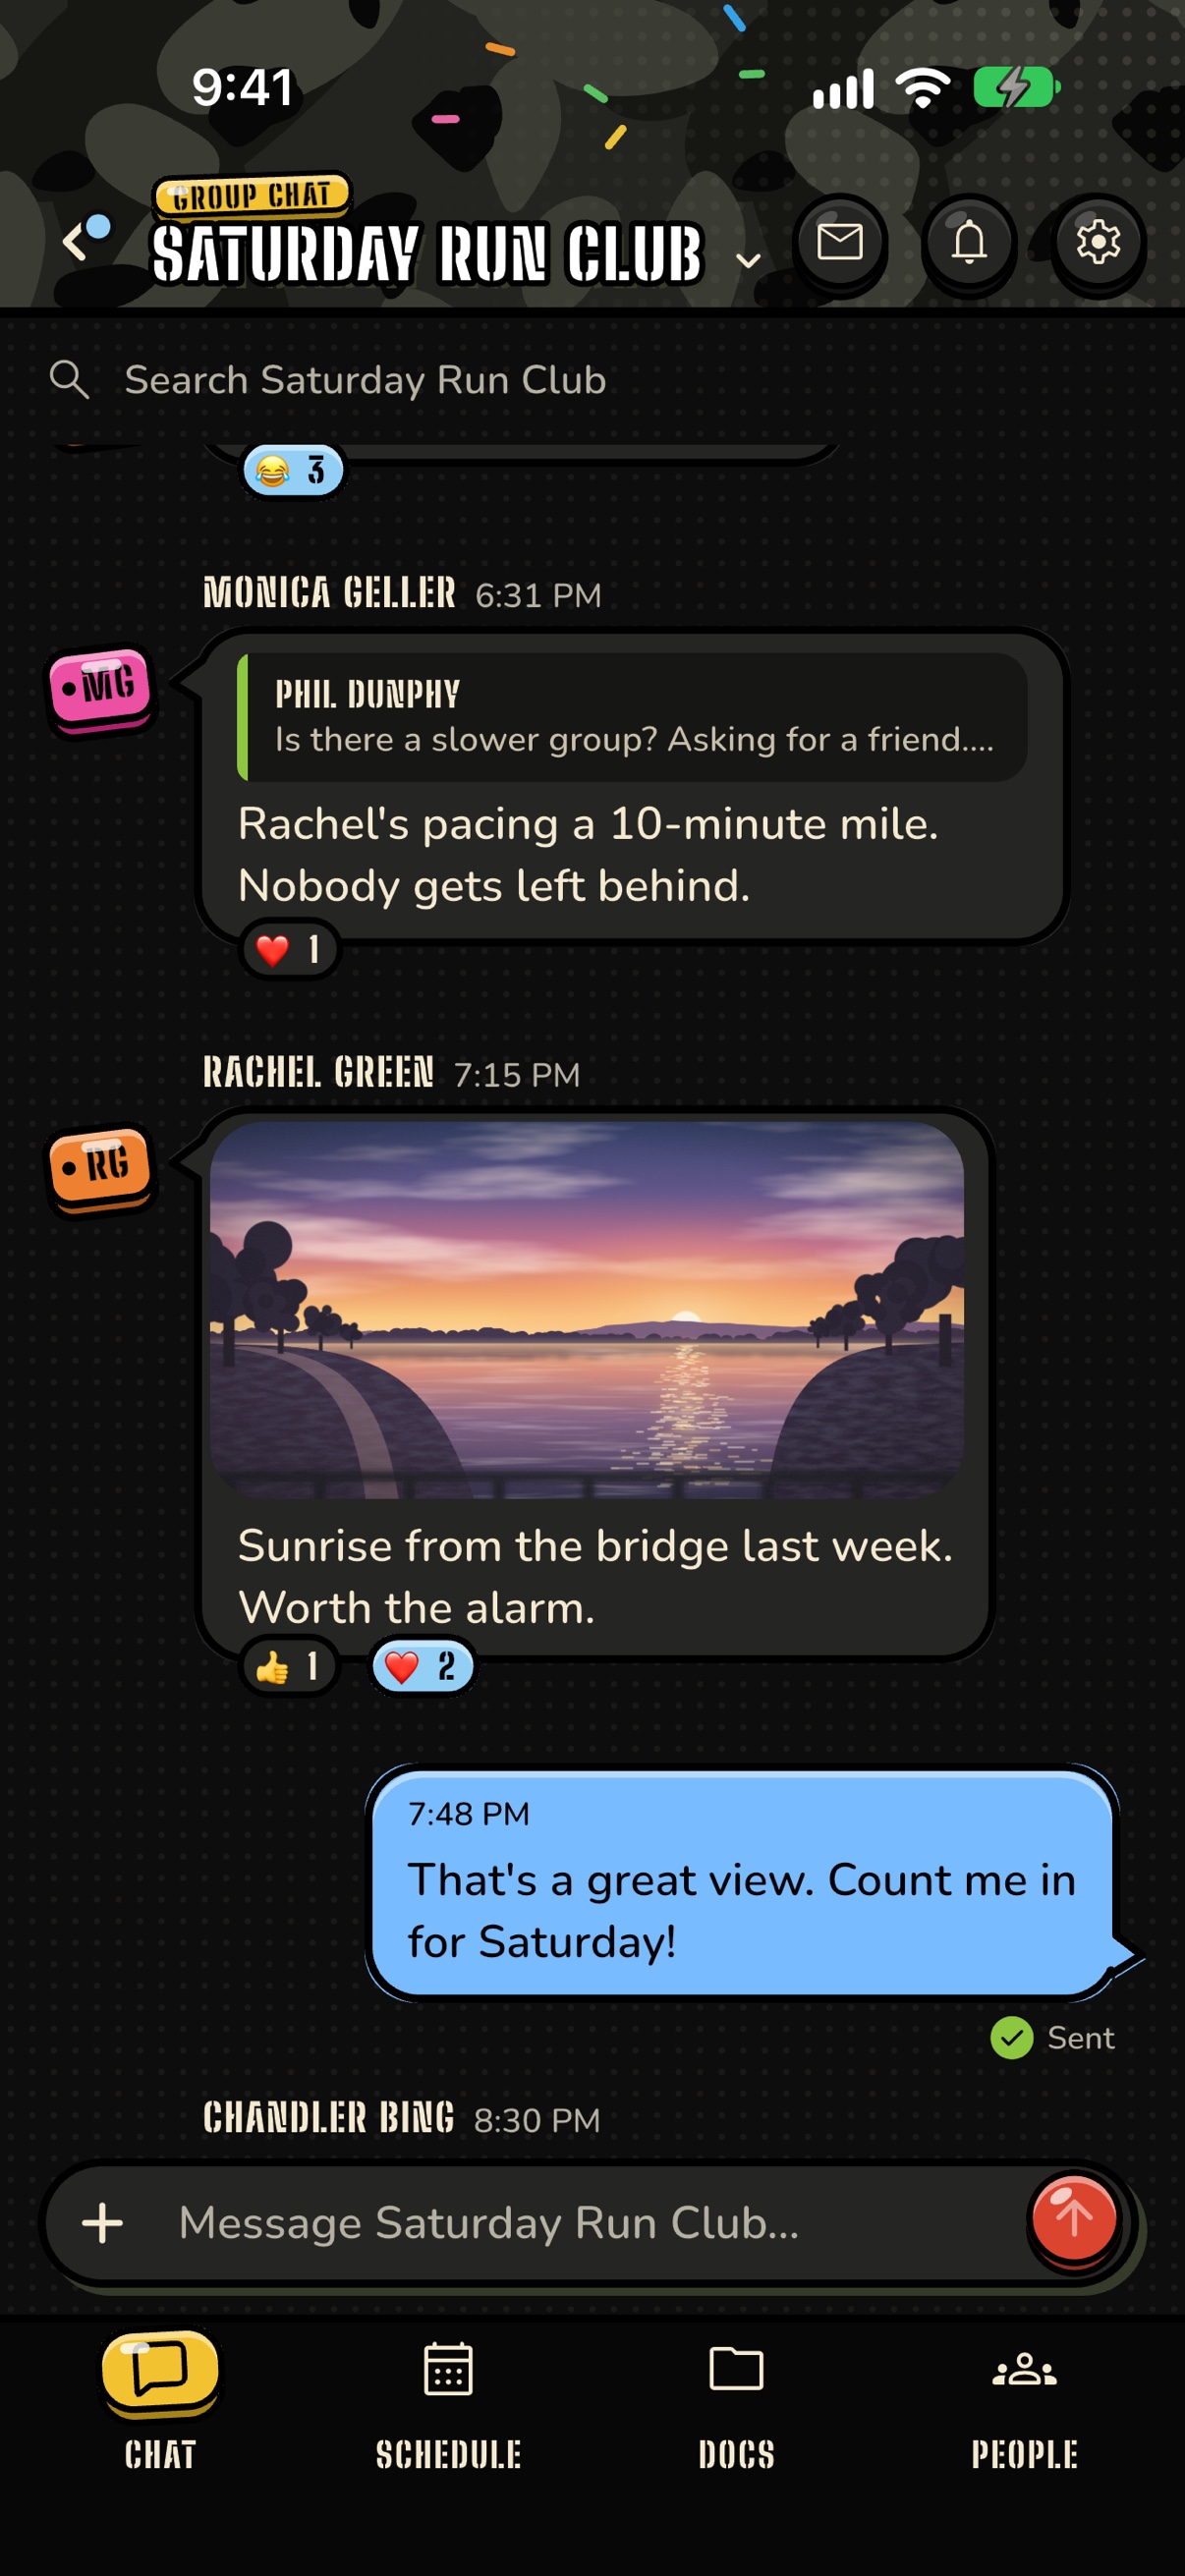 9:41
GROUP CHAT
SATURDAY RUN CLUB
Search Saturday Run Club
😂 3
MONICA GELLER 6:31 PM
MG
PHIL DUNPHY
Is there a slower group? Asking for a friend....
Rachel's pacing a 10-minute mile.
Nobody gets left behind.
❤️ 1
RACHEL GREEN 7:15 PM
RG
Sunrise from the bridge last week.
Worth the alarm.
👍 1 ❤️ 2
7:48 PM
That's a great view. Count me in
for Saturday!
Sent
CHANDLER BING 8:30 PM
Message Saturday Run Club...
CHAT SCHEDULE DOCS PEOPLE